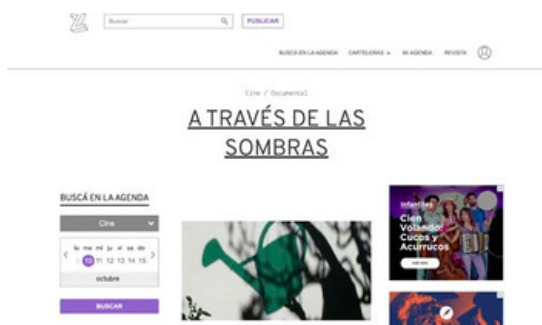 Buscar
PUBLICAR
BUSCÁ EN LA AGENDA CARTELERAS MI AGENDA REVISTA
Cine / Documental
A TRAVÉS DE LAS
SOMBRAS
BUSCÁ EN LA AGENDA
Cine
lu ma mi ju vi sa do
10 11 12 13 14 15
octubre
BUSCAR
Infantiles
Cien
Volando:
Cucos y
Acurrucos
VER MÁS